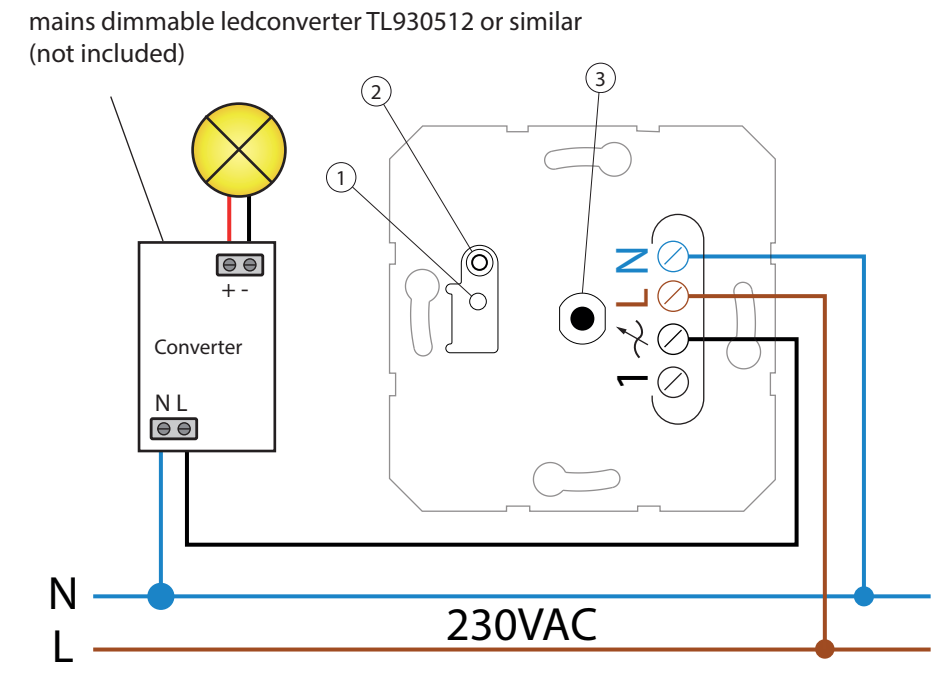 mains dimmable ledconverter TL930512 or similar
(not included)
2
3
1
N
L
1
+ -
Converter
N L
N
230VAC
L